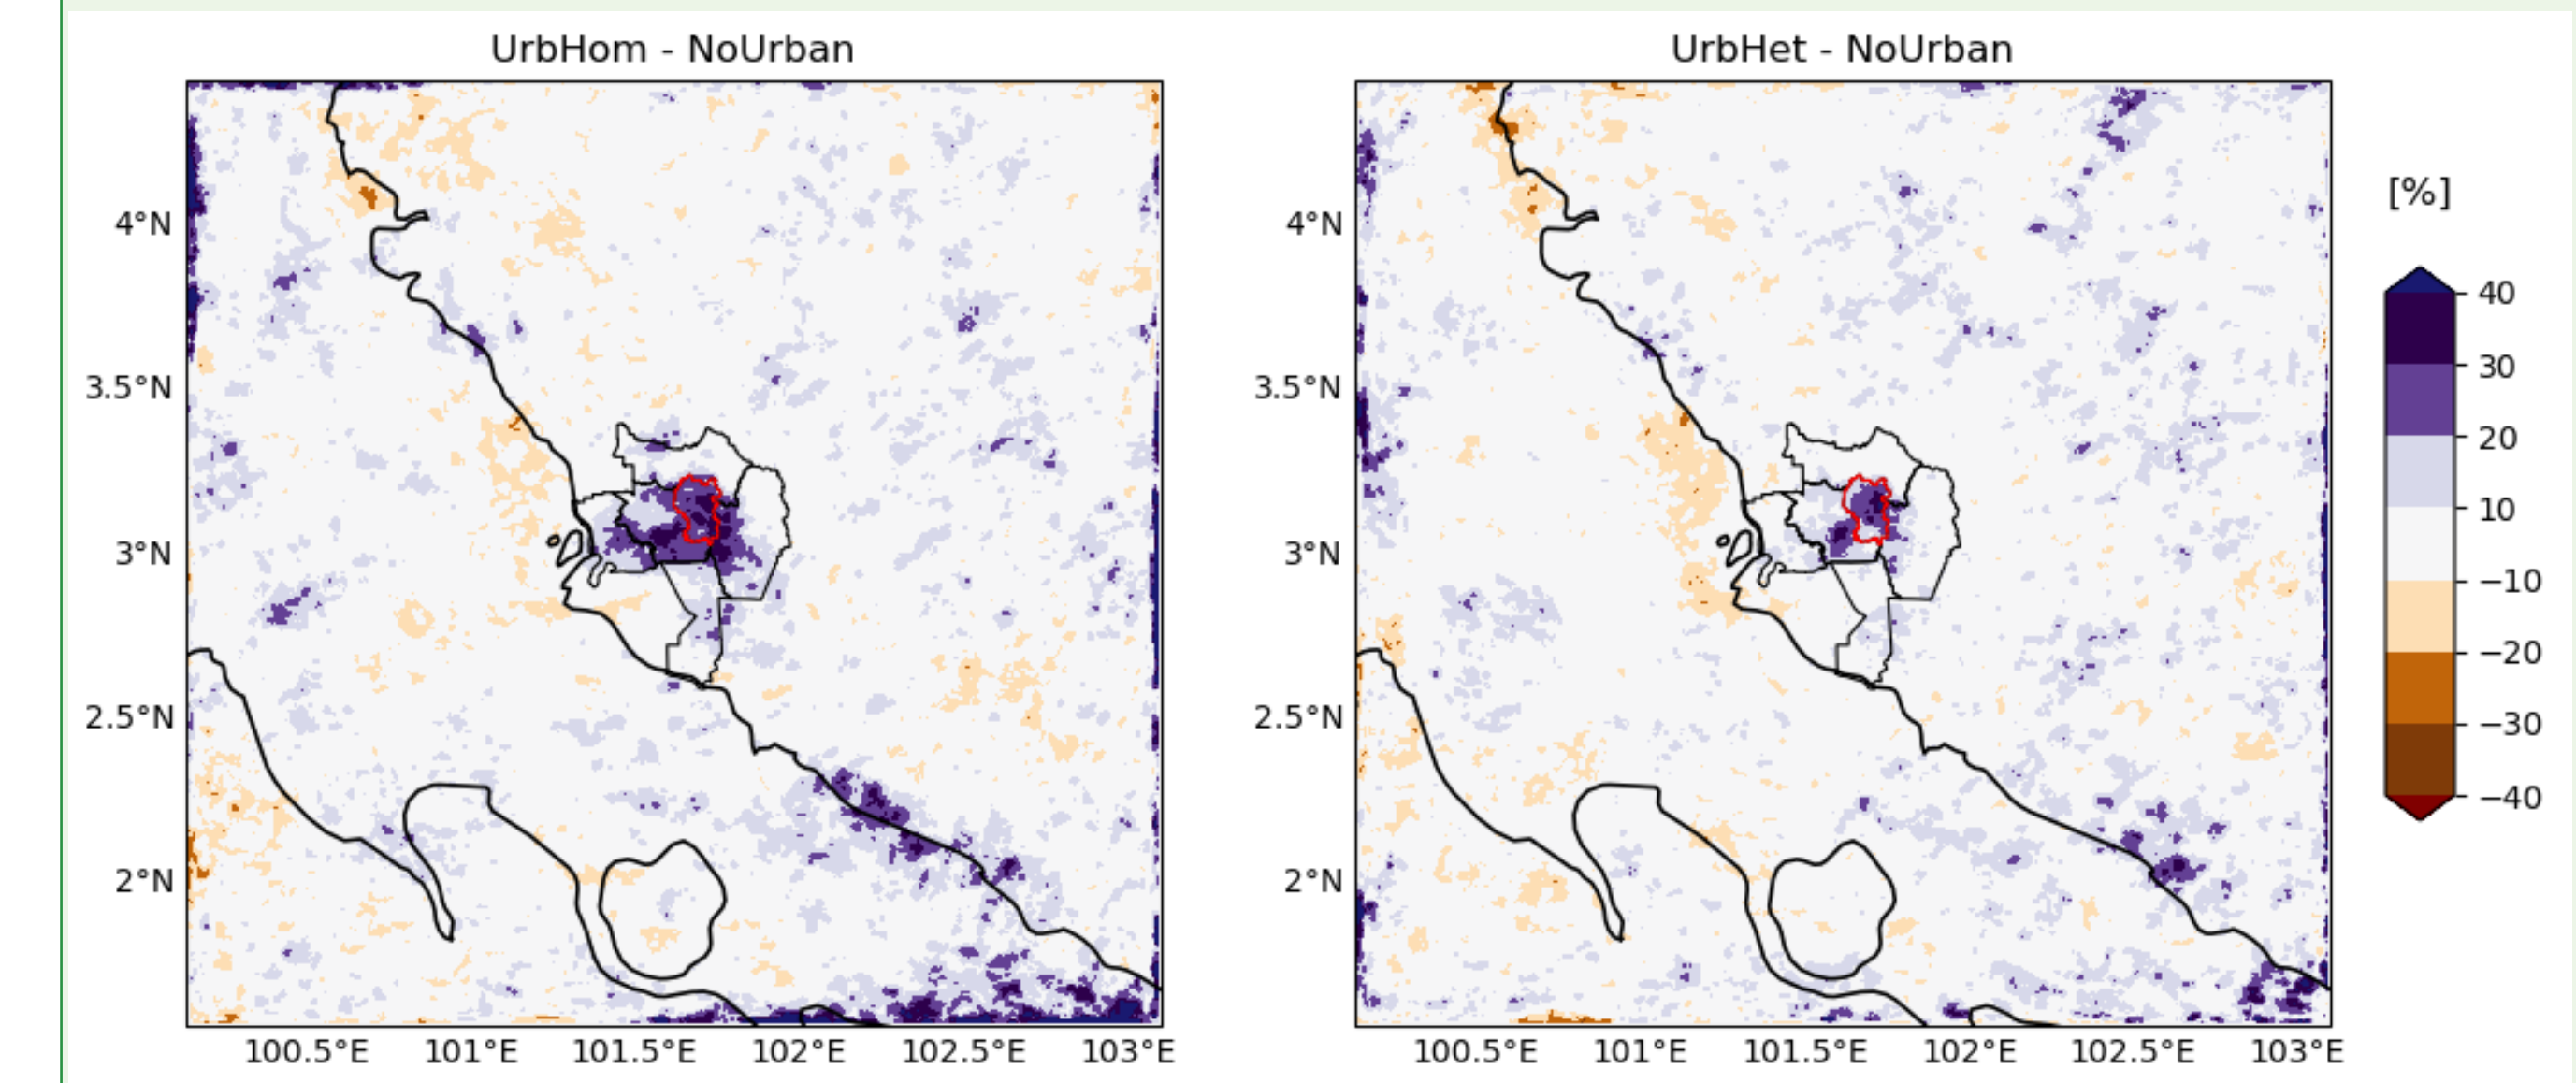 UrbHom - NoUrban
UrbHet - NoUrban
[%]
4°N
3.5°N
3°N
2.5°N
2°N
100.5°E 101°E 101.5°E 102°E 102.5°E 103°E
4°N
3.5°N
3°N
2.5°N
2°N
100.5°E 101°E 101.5°E 102°E 102.5°E 103°E
40
30
20
10
−10
−20
−30
−40